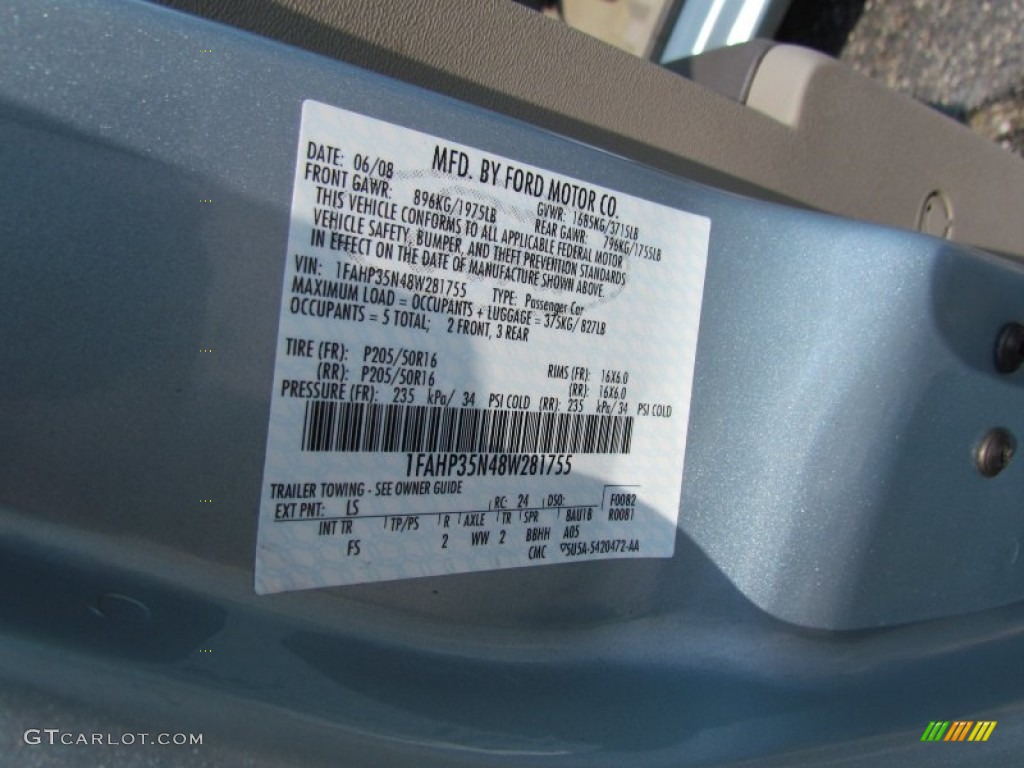 MFD. BY FORD MOTOR CO.
DATE: 06/08 GVWR: 1685KG/3715LB
FRONT GAWR: 896KG/1975LB REAR GAWR: 796KG/1755LB
THIS VEHICLE CONFORMS TO ALL APPLICABLE FEDERAL MOTOR
VEHICLE SAFETY, BUMPER, AND THEFT PREVENTION STANDARDS
IN EFFECT ON THE DATE OF MANUFACTURE SHOWN ABOVE.
VIN: 1FAHP35N48W281755 TYPE: Passenger Car
MAXIMUM LOAD = OCCUPANTS + LUGGAGE = 375KG/ 827LB
OCCUPANTS = 5 TOTAL; 2 FRONT, 3 REAR
TIRE (FR): P205/50R16 RIMS (FR): 16X6.0
(RR): P205/50R16 (RR): 16X6.0
PRESSURE (FR): 235 kPa/ 34 PSI COLD (RR): 235 kPa/34 PSI COLD
1FAHP35N48W281755
TRAILER TOWING - SEE OWNER GUIDE
EXT PNT: LS RC: 24 DSO: F0082
R0081
INT TR TP/PS R AXLE TR SPR BAU18
FS 2 WW 2 BBHH A05
CMC 5U5A-5420472-AA
GTCARLOT.COM